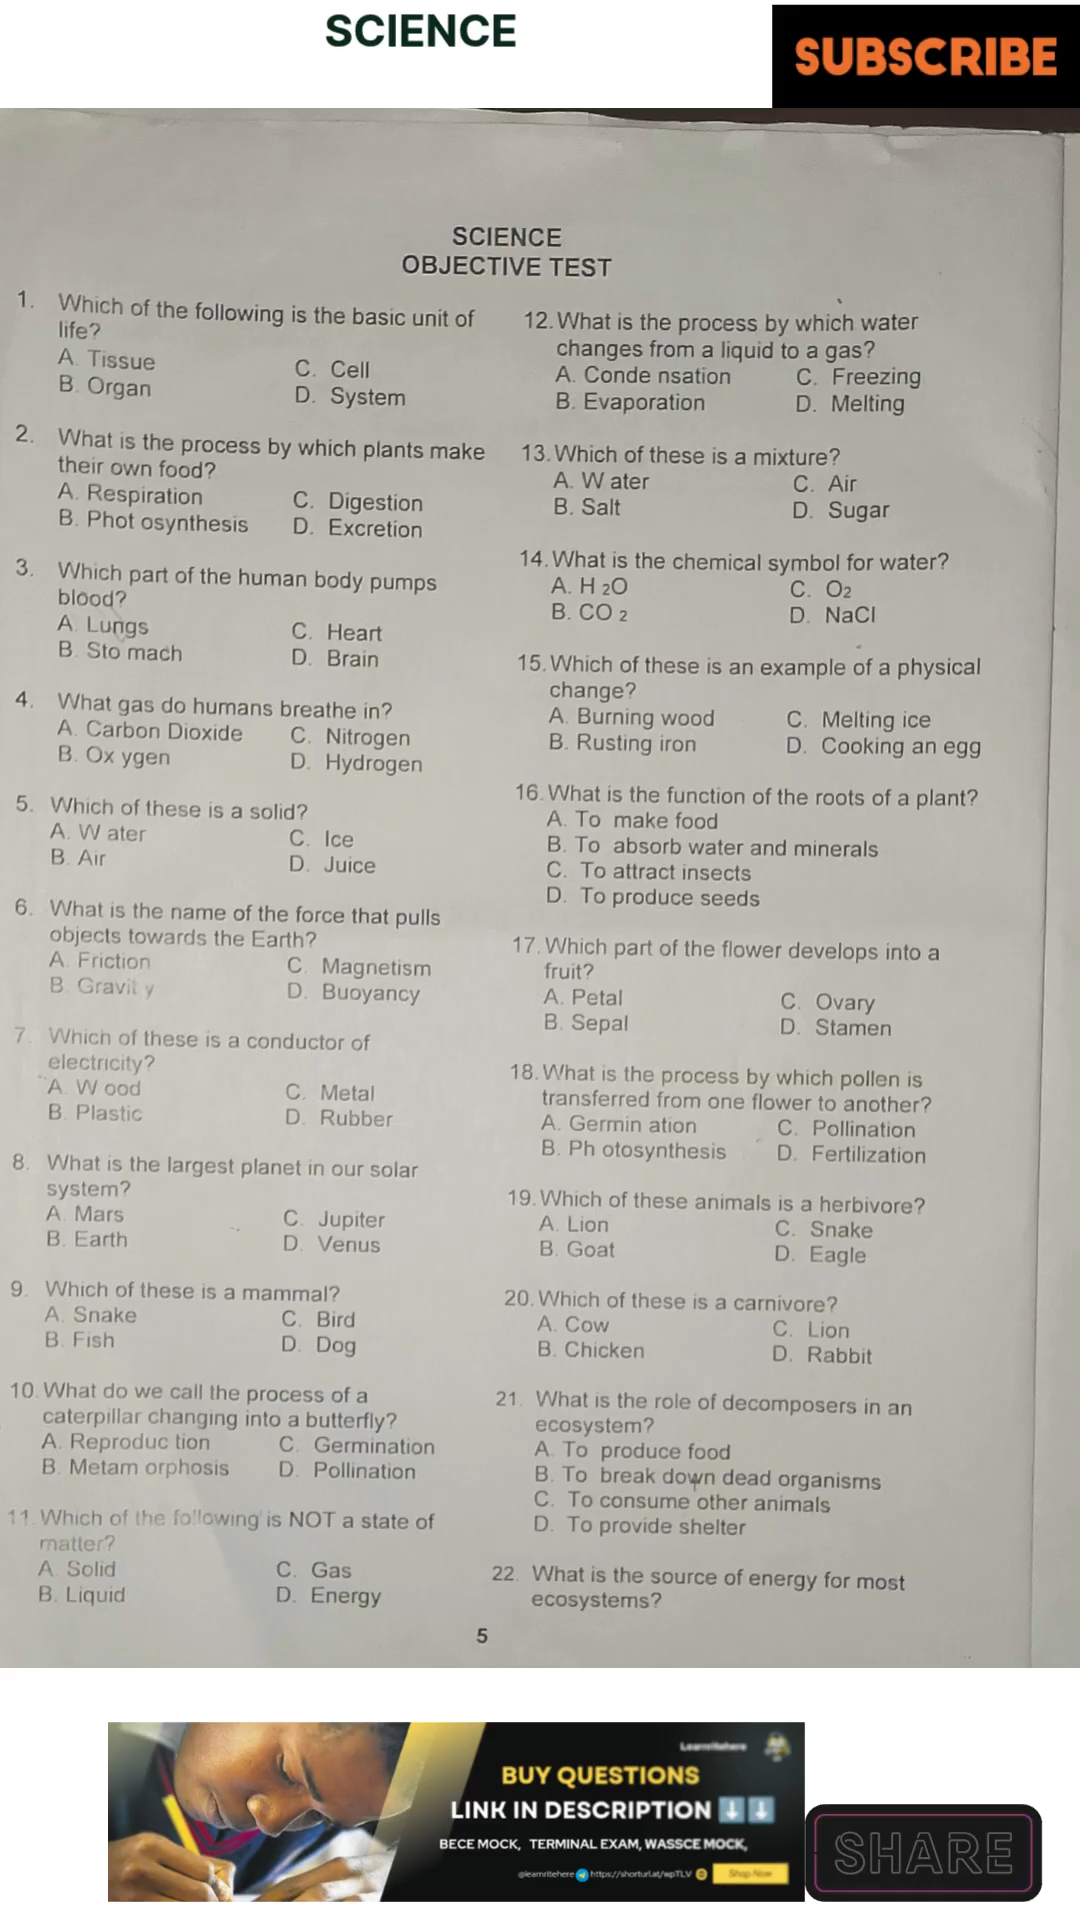 SCIENCE
SUBSCRIBE
SCIENCE
OBJECTIVE TEST
1. Which of the following is the basic unit of
life?
A. Tissue C. Cell
B. Organ D. System
2. What is the process by which plants make
their own food?
A. Respiration C. Digestion
B. Phot osynthesis D. Excretion
3. Which part of the human body pumps
blood?
A. Lungs C. Heart
B. Sto mach D. Brain
4. What gas do humans breathe in?
A. Carbon Dioxide C. Nitrogen
B. Ox ygen D. Hydrogen
5. Which of these is a solid?
A. W ater C. Ice
B. Air D. Juice
6. What is the name of the force that pulls
objects towards the Earth?
A. Friction C. Magnetism
B. Gravit y D. Buoyancy
7. Which of these is a conductor of
electricity?
A. W ood C. Metal
B. Plastic D. Rubber
8. What is the largest planet in our solar
system?
A. Mars C. Jupiter
B. Earth D. Venus
9. Which of these is a mammal?
A. Snake C. Bird
B. Fish D. Dog
10. What do we call the process of a
caterpillar changing into a butterfly?
A. Reproduc tion C. Germination
B. Metam orphosis D. Pollination
11. Which of the following is NOT a state of
matter?
A. Solid C. Gas
B. Liquid D. Energy
12. What is the process by which water
changes from a liquid to a gas?
A. Conde nsation C. Freezing
B. Evaporation D. Melting
13. Which of these is a mixture?
A. W ater C. Air
B. Salt D. Sugar
14. What is the chemical symbol for water?
A. H 2O C. O2
B. CO 2 D. NaCl
15. Which of these is an example of a physical
change?
A. Burning wood C. Melting ice
B. Rusting iron D. Cooking an egg
16. What is the function of the roots of a plant?
A. To make food
B. To absorb water and minerals
C. To attract insects
D. To produce seeds
17. Which part of the flower develops into a
fruit?
A. Petal C. Ovary
B. Sepal D. Stamen
18. What is the process by which pollen is
transferred from one flower to another?
A. Germin ation C. Pollination
B. Ph otosynthesis D. Fertilization
19. Which of these animals is a herbivore?
A. Lion C. Snake
B. Goat D. Eagle
20. Which of these is a carnivore?
A. Cow C. Lion
B. Chicken D. Rabbit
21. What is the role of decomposers in an
ecosystem?
A. To produce food
B. To break down dead organisms
C. To consume other animals
D. To provide shelter
22. What is the source of energy for most
ecosystems?
5
Learnritehere
BUY QUESTIONS
LINK IN DESCRIPTION
BECE MOCK, TERMINAL EXAM, WASSCE MOCK,
@learnritehere https://shorturl.at/wpTLV Shop Now
SHARE